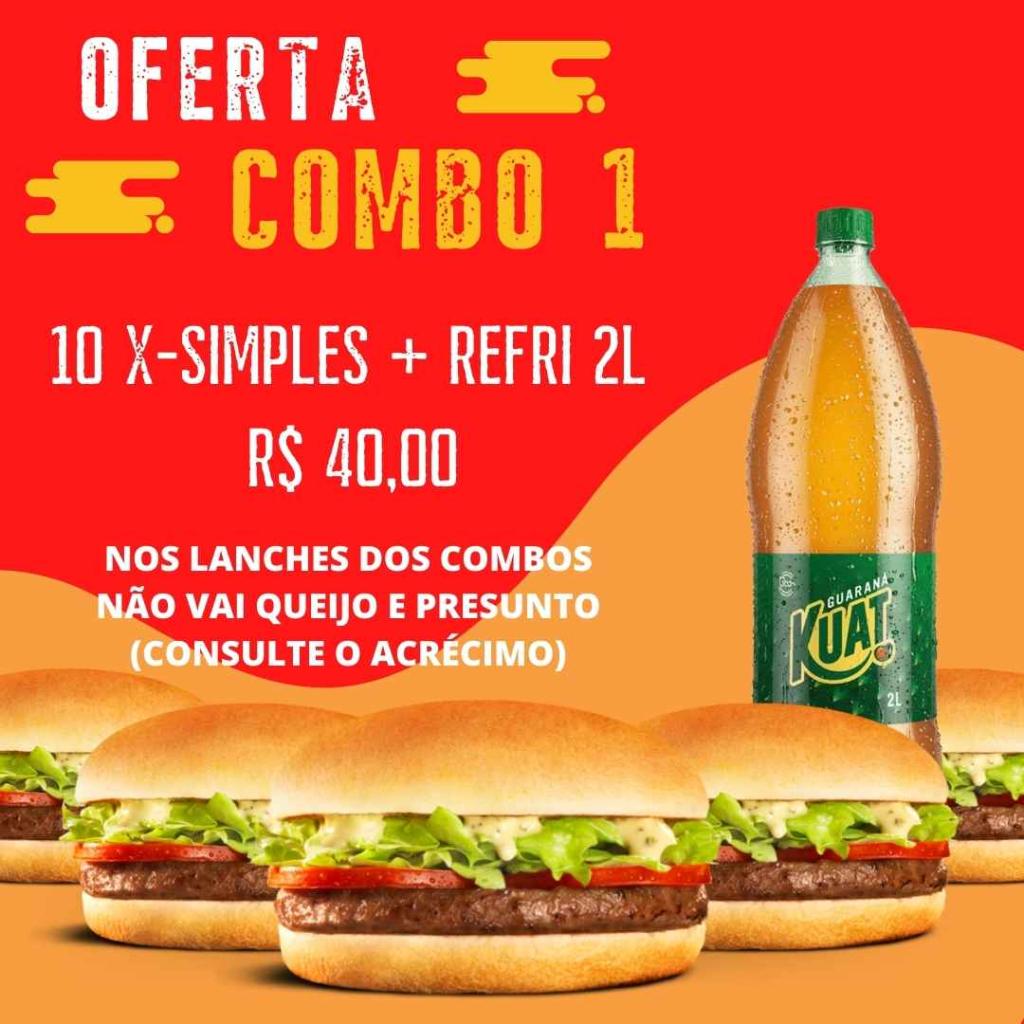 OFERTA
COMBO 1
10 X-SIMPLES + REFRI 2L
R$ 40,00
NOS LANCHES DOS COMBOS
NÃO VAI QUEIJO E PRESUNTO
(CONSULTE O ACRÉCIMO)
GUARANÁ
KUAT
2L